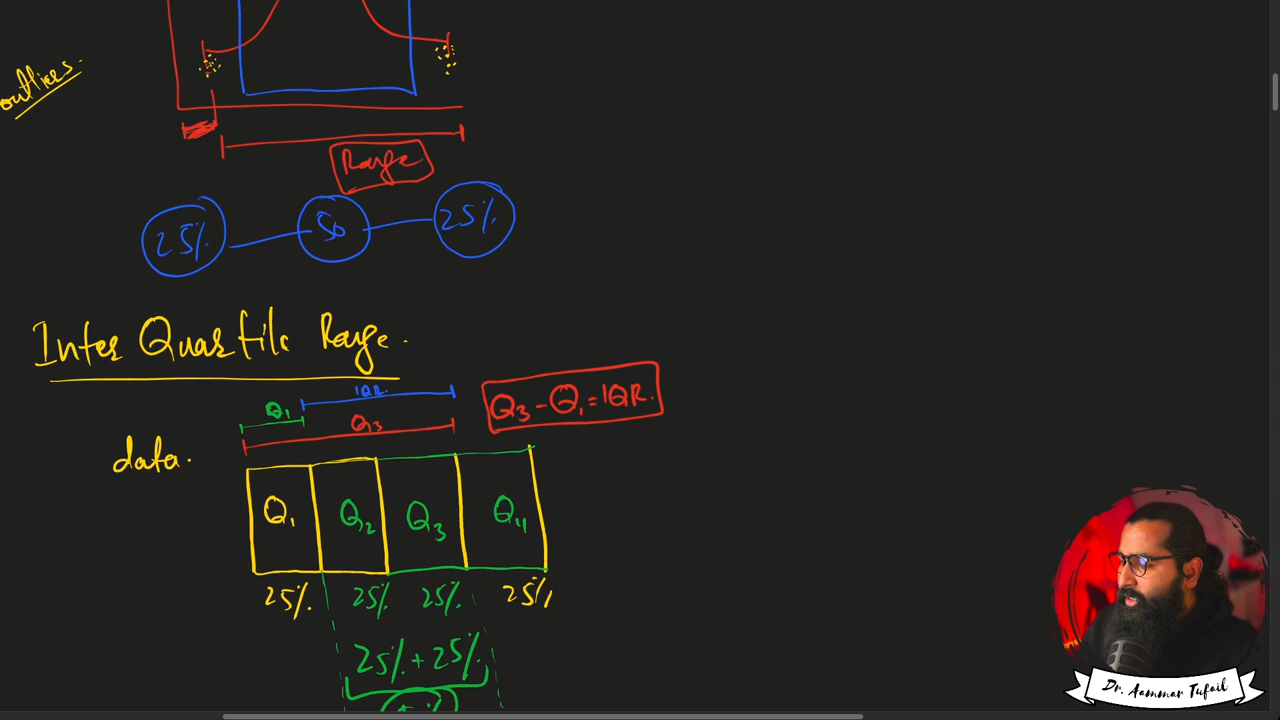 outliers.
Range
25% 50 25%
Inter Quartile Range.
IQR.
Q1
Q3
Q3 - Q1 = IQR.
data.
Q1 Q2 Q3 Q4
25% 25% 25% 25%
25% + 25%
Dr. Aammar Tufail